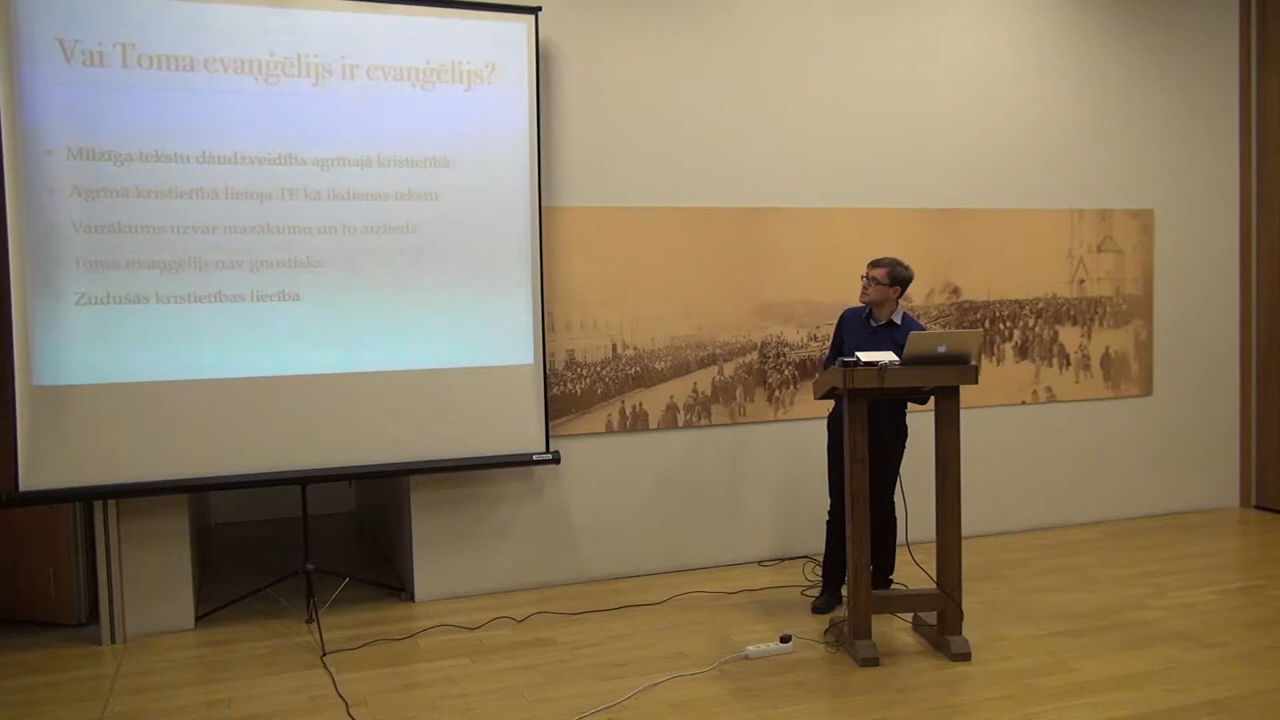 Vai Toma evaņģēlijs ir evaņģēlijs?
Milzīga tekstu daudzveidība agrīnajā kristietībā
Agrīnā kristietība lietoja TE kā ikdienas tekstu
Vairākums uzvar mazākumu un to aizliedz
Toma evaņģēlijs nav gnostisks
Zudušās kristietības liecība